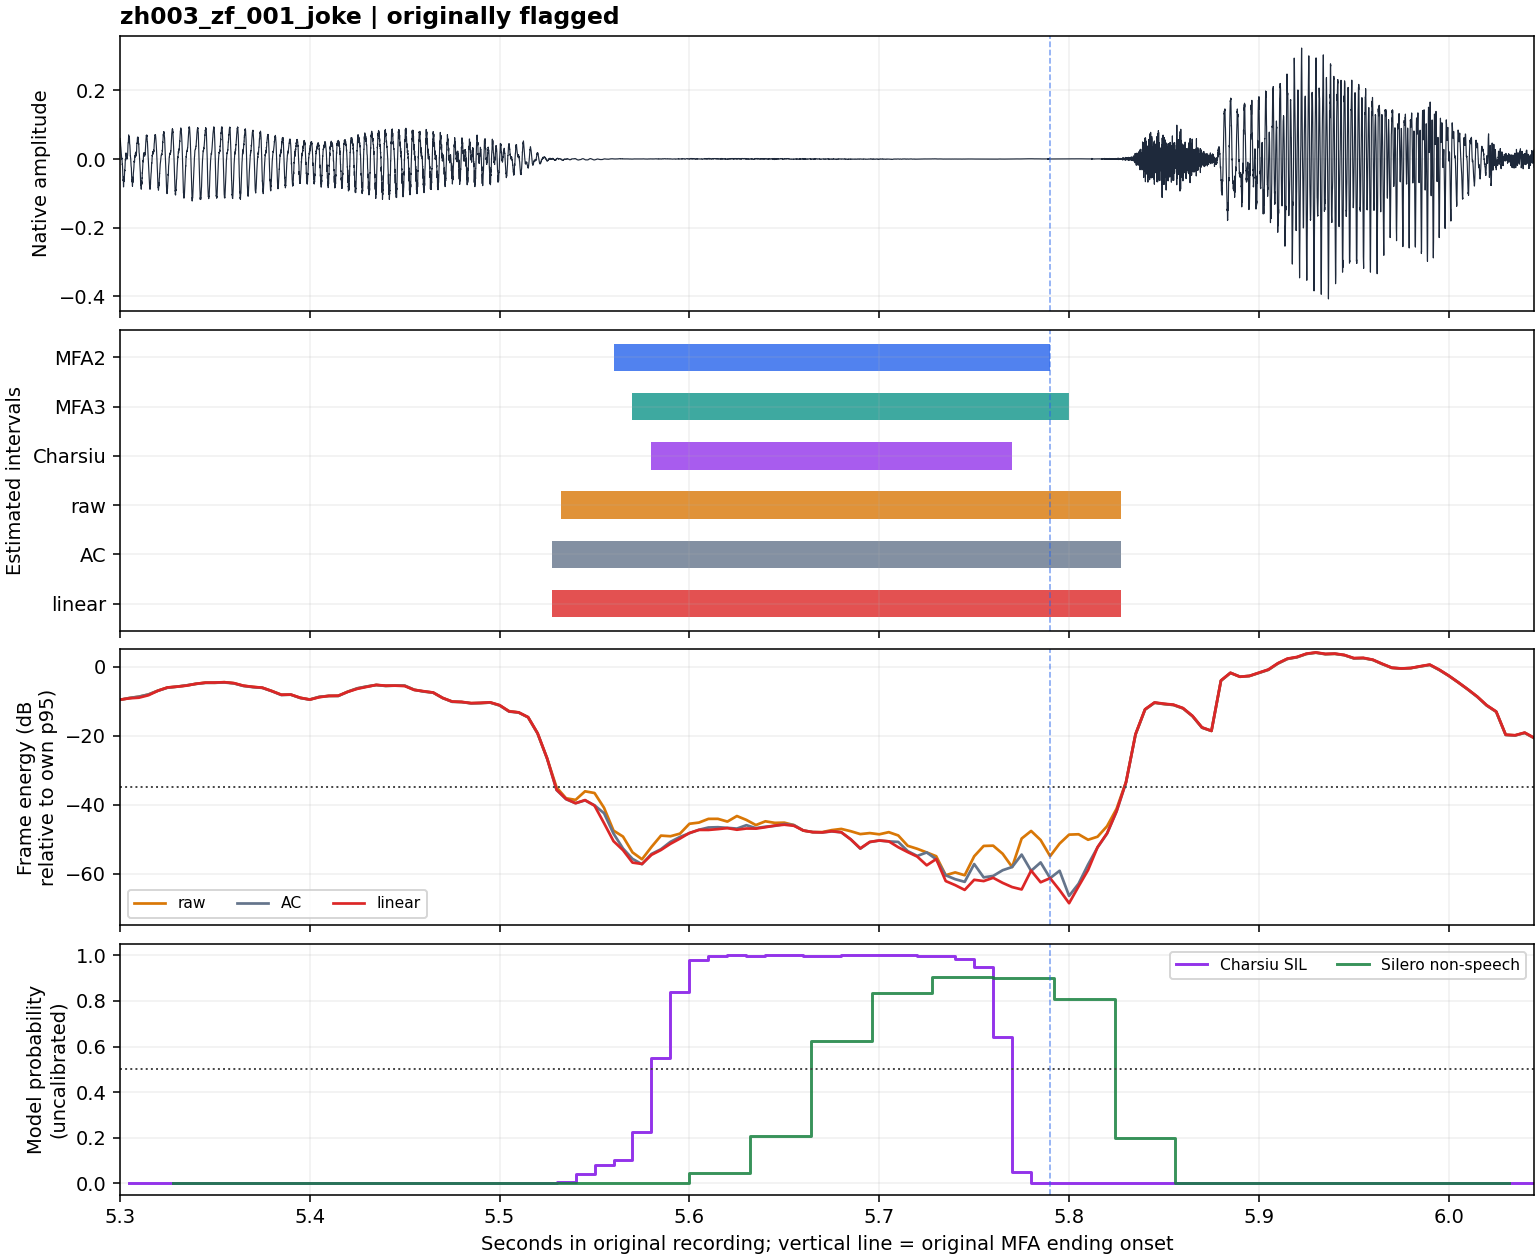 zh003_zf_001_joke | originally flagged
Native amplitude
0.2
0.0
−0.2
−0.4
Estimated intervals
MFA2
MFA3
Charsiu
raw
AC
linear
Frame energy (dB
relative to own p95)
0
−20
−40
−60
raw
AC
linear
Model probability
(uncalibrated)
1.0
0.8
0.6
0.4
0.2
0.0
Charsiu SIL
Silero non-speech
5.3
5.4
5.5
5.6
5.7
5.8
5.9
6.0
Seconds in original recording; vertical line = original MFA ending onset